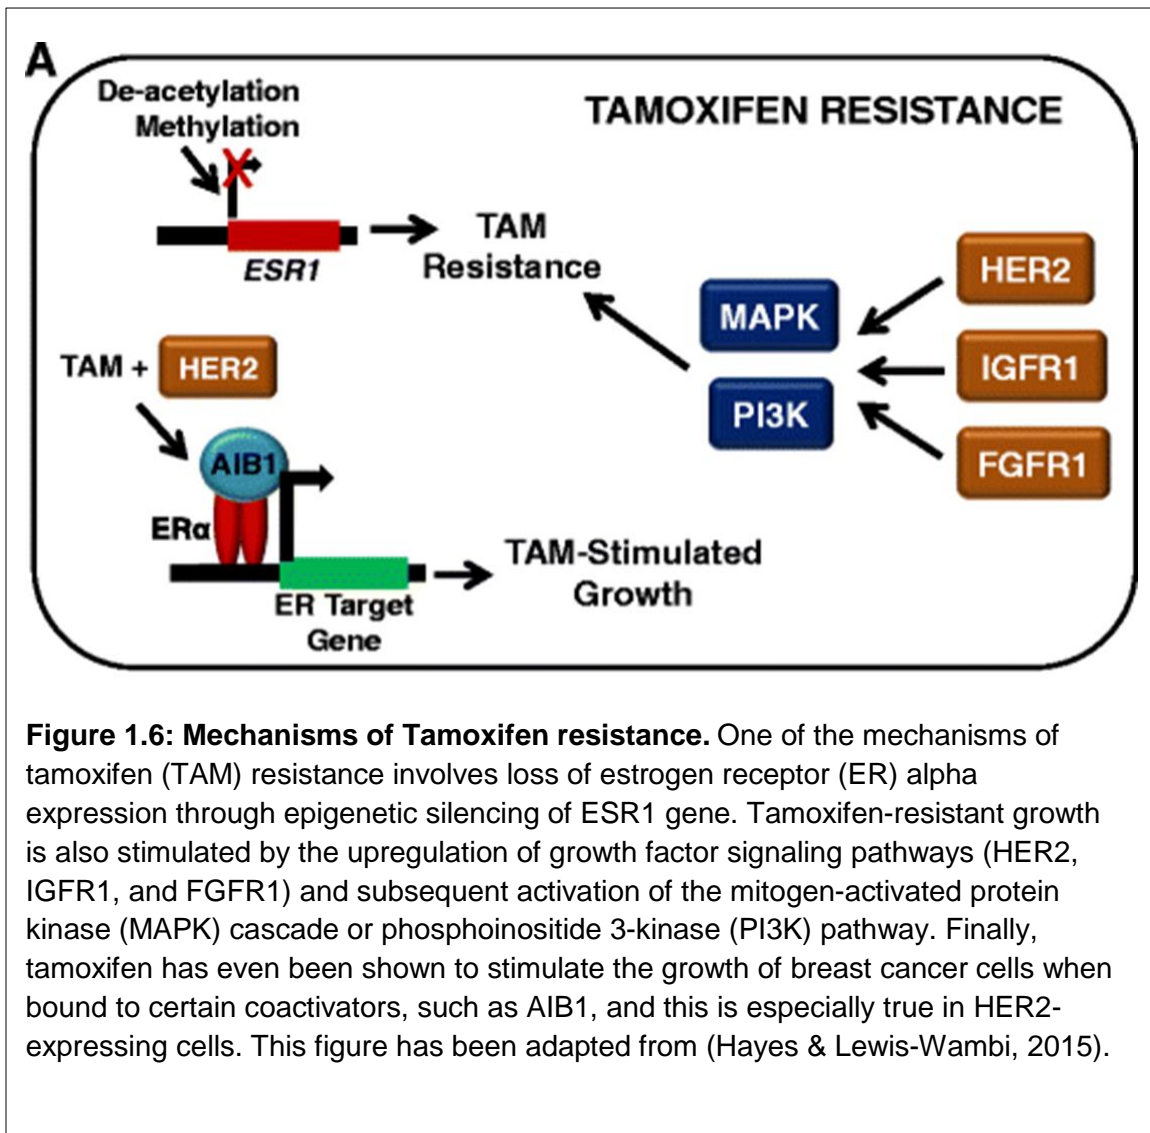 A
De-acetylation
Methylation
TAMOXIFEN RESISTANCE
X
ESR1
TAM
Resistance
MAPK
PI3K
HER2
IGFR1
FGFR1
TAM + HER2
AIB1
ERα
ER Target
Gene
TAM-Stimulated
Growth
Figure 1.6: Mechanisms of Tamoxifen resistance. One of the mechanisms of
tamoxifen (TAM) resistance involves loss of estrogen receptor (ER) alpha
expression through epigenetic silencing of ESR1 gene. Tamoxifen-resistant growth
is also stimulated by the upregulation of growth factor signaling pathways (HER2,
IGFR1, and FGFR1) and subsequent activation of the mitogen-activated protein
kinase (MAPK) cascade or phosphoinositide 3-kinase (PI3K) pathway. Finally,
tamoxifen has even been shown to stimulate the growth of breast cancer cells when
bound to certain coactivators, such as AIB1, and this is especially true in HER2-
expressing cells. This figure has been adapted from (Hayes & Lewis-Wambi, 2015).